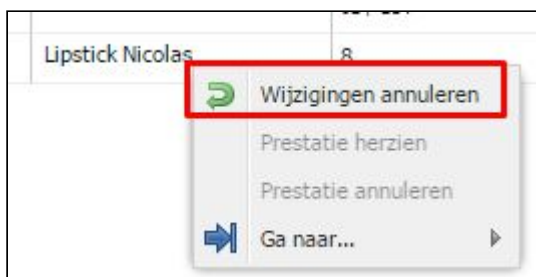 Lipstick Nicolas 8
Wijzigingen annuleren
Prestatie herzien
Prestatie annuleren
Ga naar...